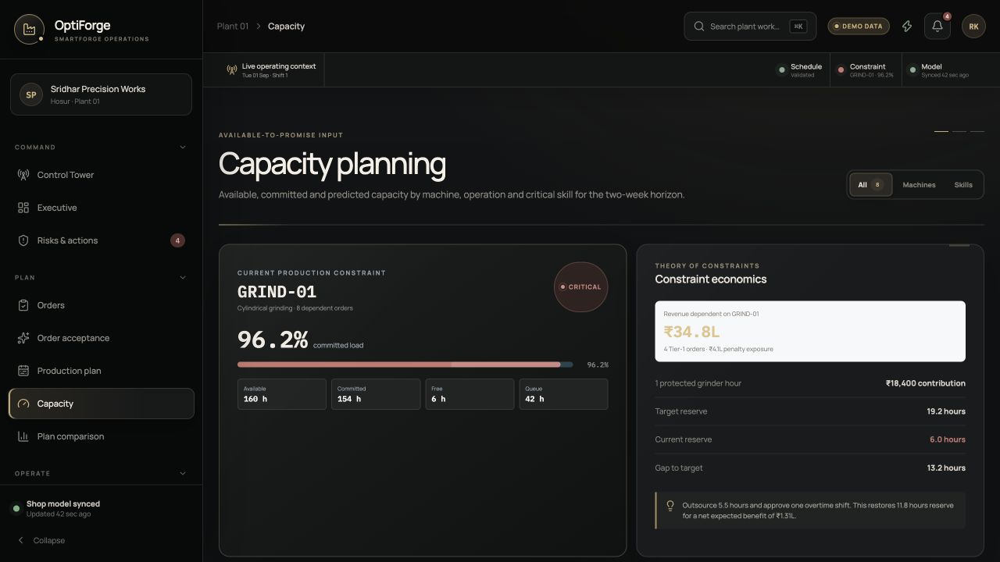 OptiForge
SMARTFORGE OPERATIONS
SP
Sridhar Precision Works
Hosur · Plant 01
COMMAND
Control Tower
Executive
Risks & actions
4
PLAN
Orders
Order acceptance
Production plan
Capacity
Plan comparison
OPERATE
Shop model synced
Updated 42 sec ago
Collapse
Plant 01
Capacity
Search plant work...
⌘K
DEMO DATA
4
RK
Live operating context
Tue 01 Sep · Shift 1
Schedule
Validated
Constraint
GRIND-01 · 96.2%
Model
Synced 42 sec ago
AVAILABLE-TO-PROMISE INPUT
Capacity planning
Available, committed and predicted capacity by machine, operation and critical skill for the two-week horizon.
All 8
Machines
Skills
CURRENT PRODUCTION CONSTRAINT
GRIND-01
Cylindrical grinding · 8 dependent orders
CRITICAL
96.2% committed load
96.2%
Available
160 h
Committed
154 h
Free
6 h
Queue
42 h
THEORY OF CONSTRAINTS
Constraint economics
Revenue dependent on GRIND-01
₹34.8L
4 Tier-1 orders · ₹4.1L penalty exposure
1 protected grinder hour ₹18,400 contribution
Target reserve 19.2 hours
Current reserve 6.0 hours
Gap to target 13.2 hours
Outsource 5.5 hours and approve one overtime shift. This restores 11.8 hours reserve
for a net expected benefit of ₹1.31L.